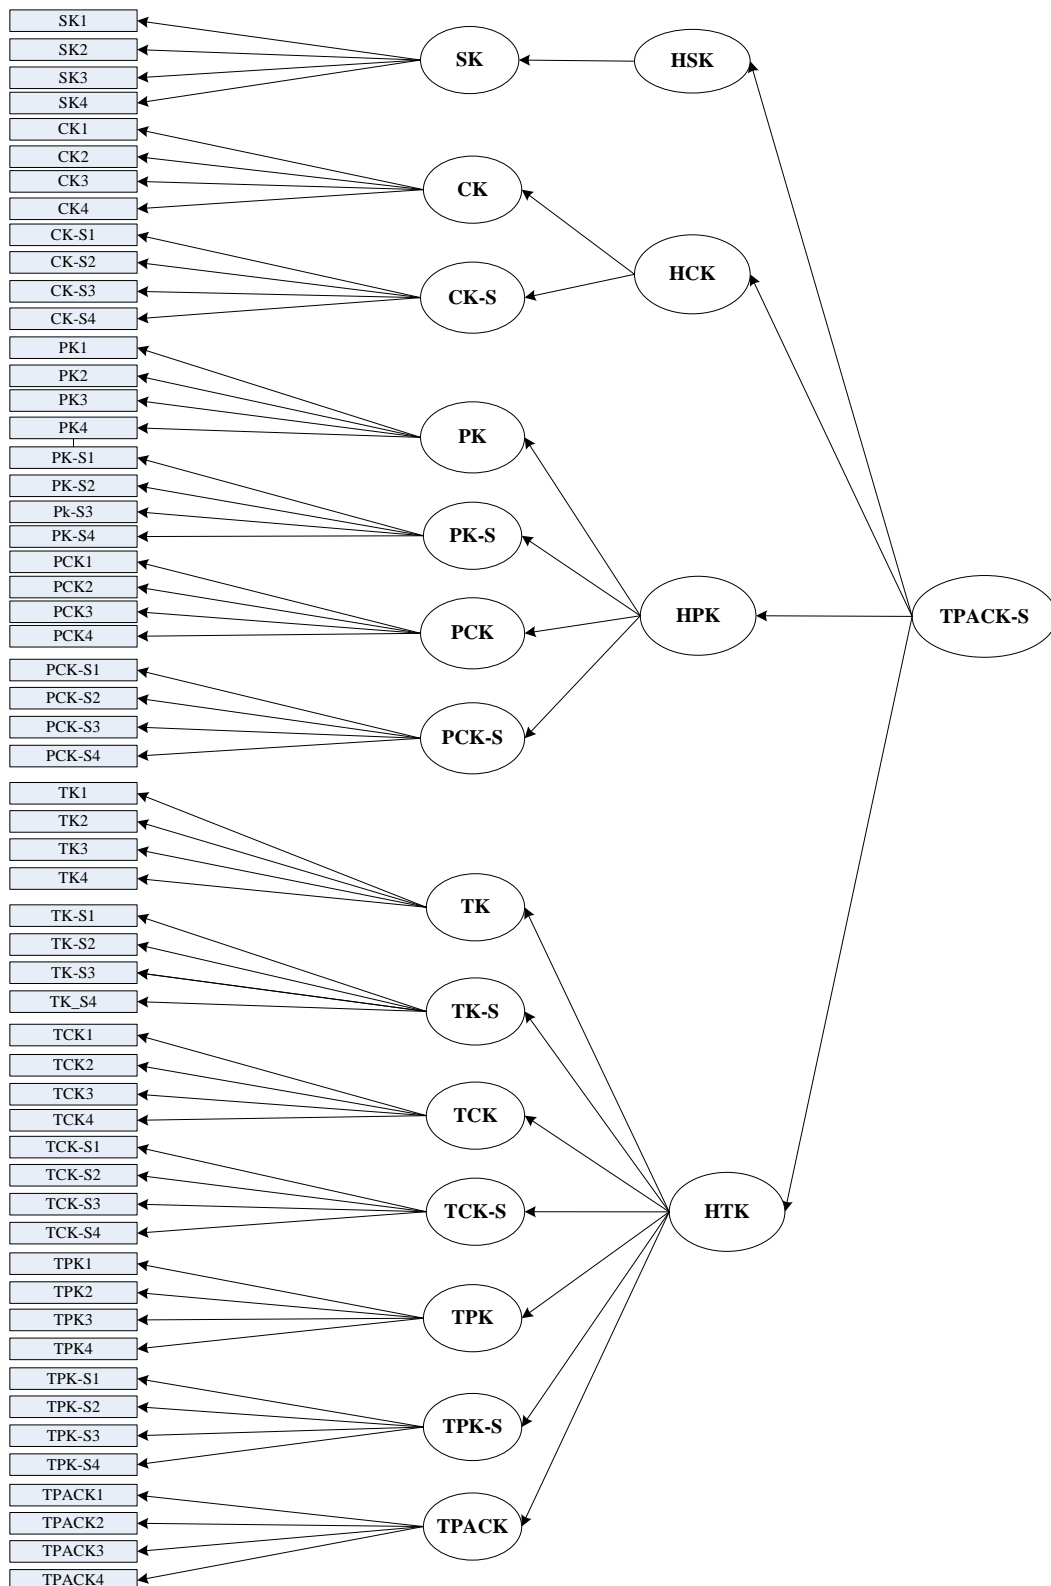 SK1
SK2
SK3
SK4
CK1
CK2
CK3
CK4
CK-S1
CK-S2
CK-S3
CK-S4
PK1
PK2
PK3
PK4
PK-S1
PK-S2
Pk-S3
PK-S4
PCK1
PCK2
PCK3
PCK4
PCK-S1
PCK-S2
PCK-S3
PCK-S4
TK1
TK2
TK3
TK4
TK-S1
TK-S2
TK-S3
TK_S4
TCK1
TCK2
TCK3
TCK4
TCK-S1
TCK-S2
TCK-S3
TCK-S4
TPK1
TPK2
TPK3
TPK4
TPK-S1
TPK-S2
TPK-S3
TPK-S4
TPACK1
TPACK2
TPACK3
TPACK4
SK
CK
CK-S
PK
PK-S
PCK
PCK-S
TK
TK-S
TCK
TCK-S
TPK
TPK-S
TPACK
HSK
HCK
HPK
HTK
TPACK-S